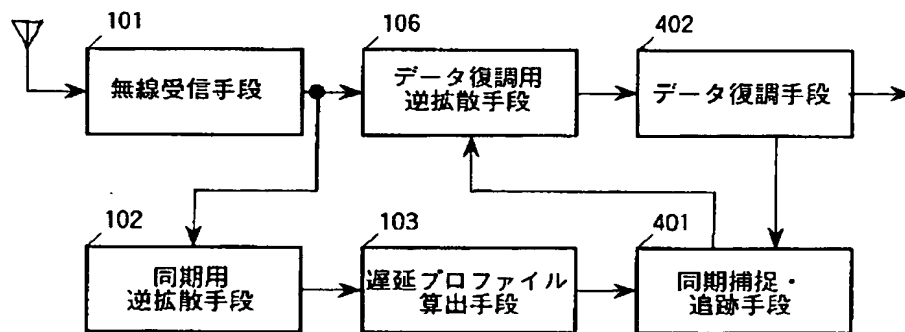 101
無線受信手段
106
データ復調用
逆拡散手段
402
データ復調手段
102
同期用
逆拡散手段
103
遅延プロファイル
算出手段
401
同期捕捉・
追跡手段